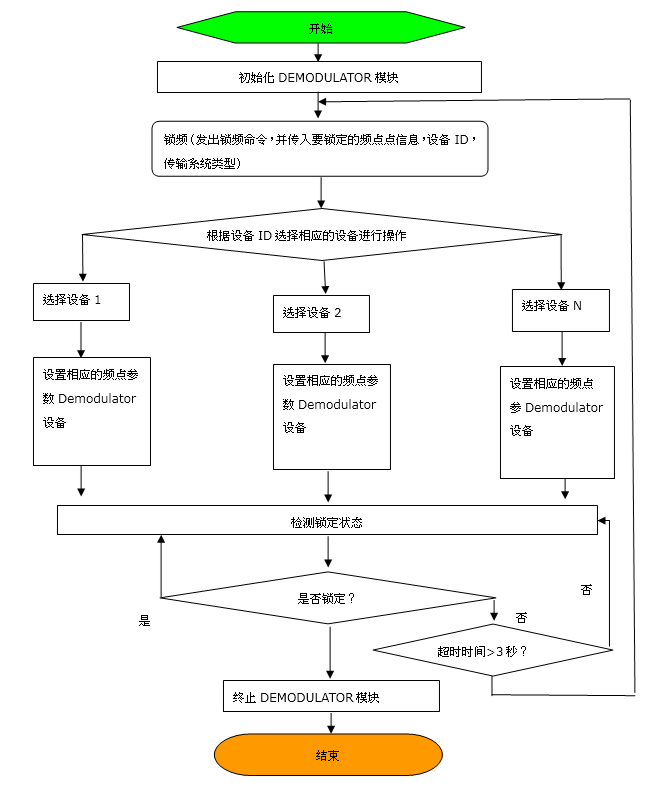 开始
初始化 DEMODULATOR 模块
锁频(发出锁频命令,并传入要锁定的频点点信息,设备 ID,
传输系统类型)
根据设备 ID 选择相应的设备进行操作
选择设备 1
选择设备 2
选择设备 N
设置相应的频点参
数 Demodulator
设备
设置相应的频点参
数 Demodulator
设备
设置相应的频点
参 Demodulator
设备
检测锁定状态
是否锁定?
是
否
否
超时时间>3 秒?
终止 DEMODULATOR 模块
结束